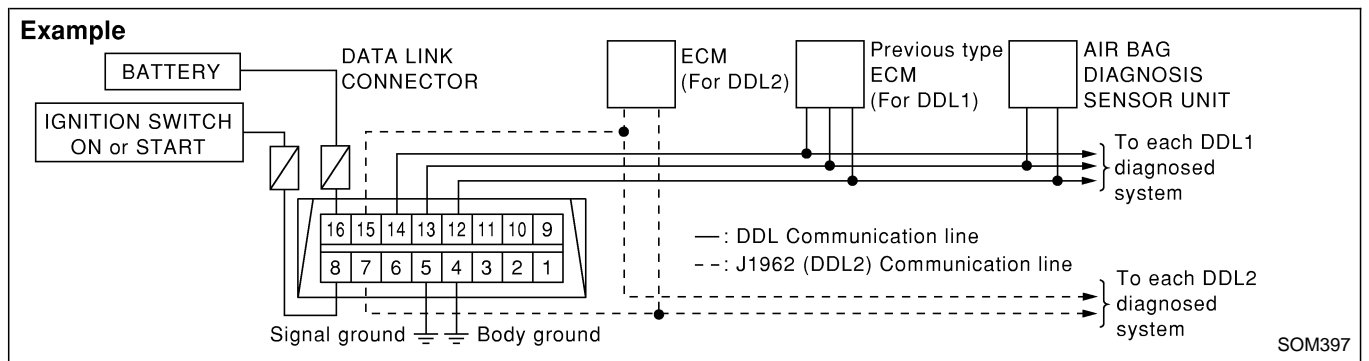 Example
BATTERY
DATA LINK
CONNECTOR
IGNITION SWITCH
ON or START
ECM
(For DDL2)
Previous type
ECM
(For DDL1)
AIR BAG
DIAGNOSIS
SENSOR UNIT
To each DDL1
diagnosed
system
16 15 14 13 12 11 10 9
8 7 6 5 4 3 2 1
: DDL Communication line
: J1962 (DDL2) Communication line
To each DDL2
diagnosed
system
Signal ground
Body ground
SOM397